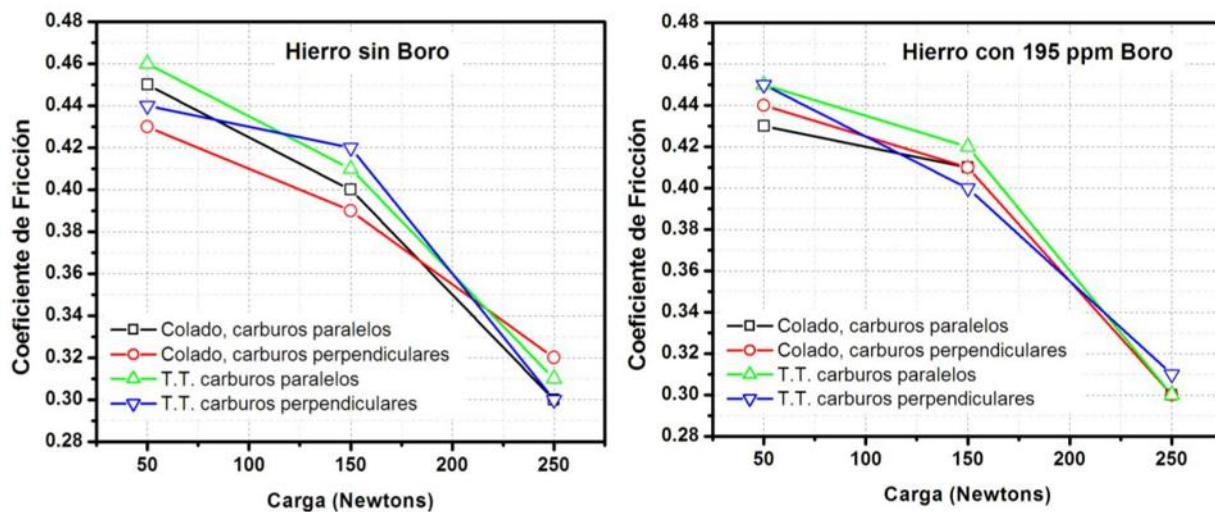 Hierro sin Boro
Coeficiente de Fricción
0.48
0.46
0.44
0.42
0.40
0.38
0.36
0.34
0.32
0.30
0.28
Colado, carburos paralelos
Colado, carburos perpendiculares
T.T. carburos paralelos
T.T. carburos perpendiculares
50 100 150 200 250
Carga (Newtons)
Hierro con 195 ppm Boro
Coeficiente de Fricción
0.48
0.46
0.44
0.42
0.40
0.38
0.36
0.34
0.32
0.30
0.28
Colado, carburos paralelos
Colado, carburos perpendiculares
T.T. carburos paralelos
T.T. carburos perpendiculares
50 100 150 200 250
Carga (Newtons)